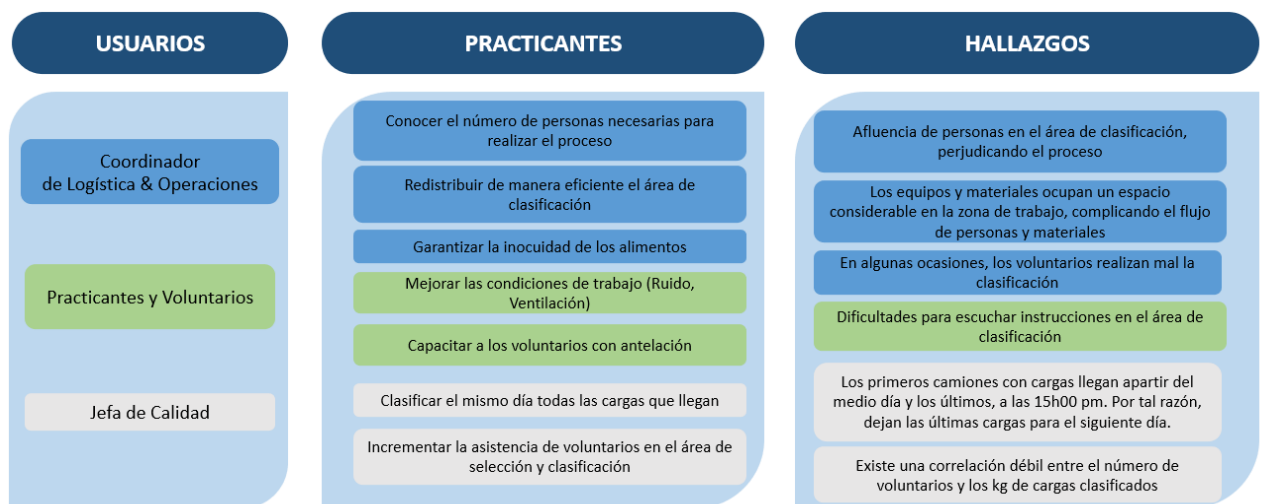 USUARIOS
PRACTICANTES
HALLAZGOS
Coordinador
de Logística & Operaciones
Practicantes y Voluntarios
Jefa de Calidad
Conocer el número de personas necesarias para
realizar el proceso
Redistribuir de manera eficiente el área de
clasificación
Garantizar la inocuidad de los alimentos
Mejorar las condiciones de trabajo (Ruido,
Ventilación)
Capacitar a los voluntarios con antelación
Clasificar el mismo día todas las cargas que llegan
Incrementar la asistencia de voluntarios en el área de
selección y clasificación
Afluencia de personas en el área de clasificación,
perjudicando el proceso
Los equipos y materiales ocupan un espacio
considerable en la zona de trabajo, complicando el flujo
de personas y materiales
En algunas ocasiones, los voluntarios realizan mal la
clasificación
Dificultades para escuchar instrucciones en el área de
clasificación
Los primeros camiones con cargas llegan apartir del
medio día y los últimos, a las 15h00 pm. Por tal razón,
dejan las últimas cargas para el siguiente día.
Existe una correlación débil entre el número de
voluntarios y los kg de cargas clasificados